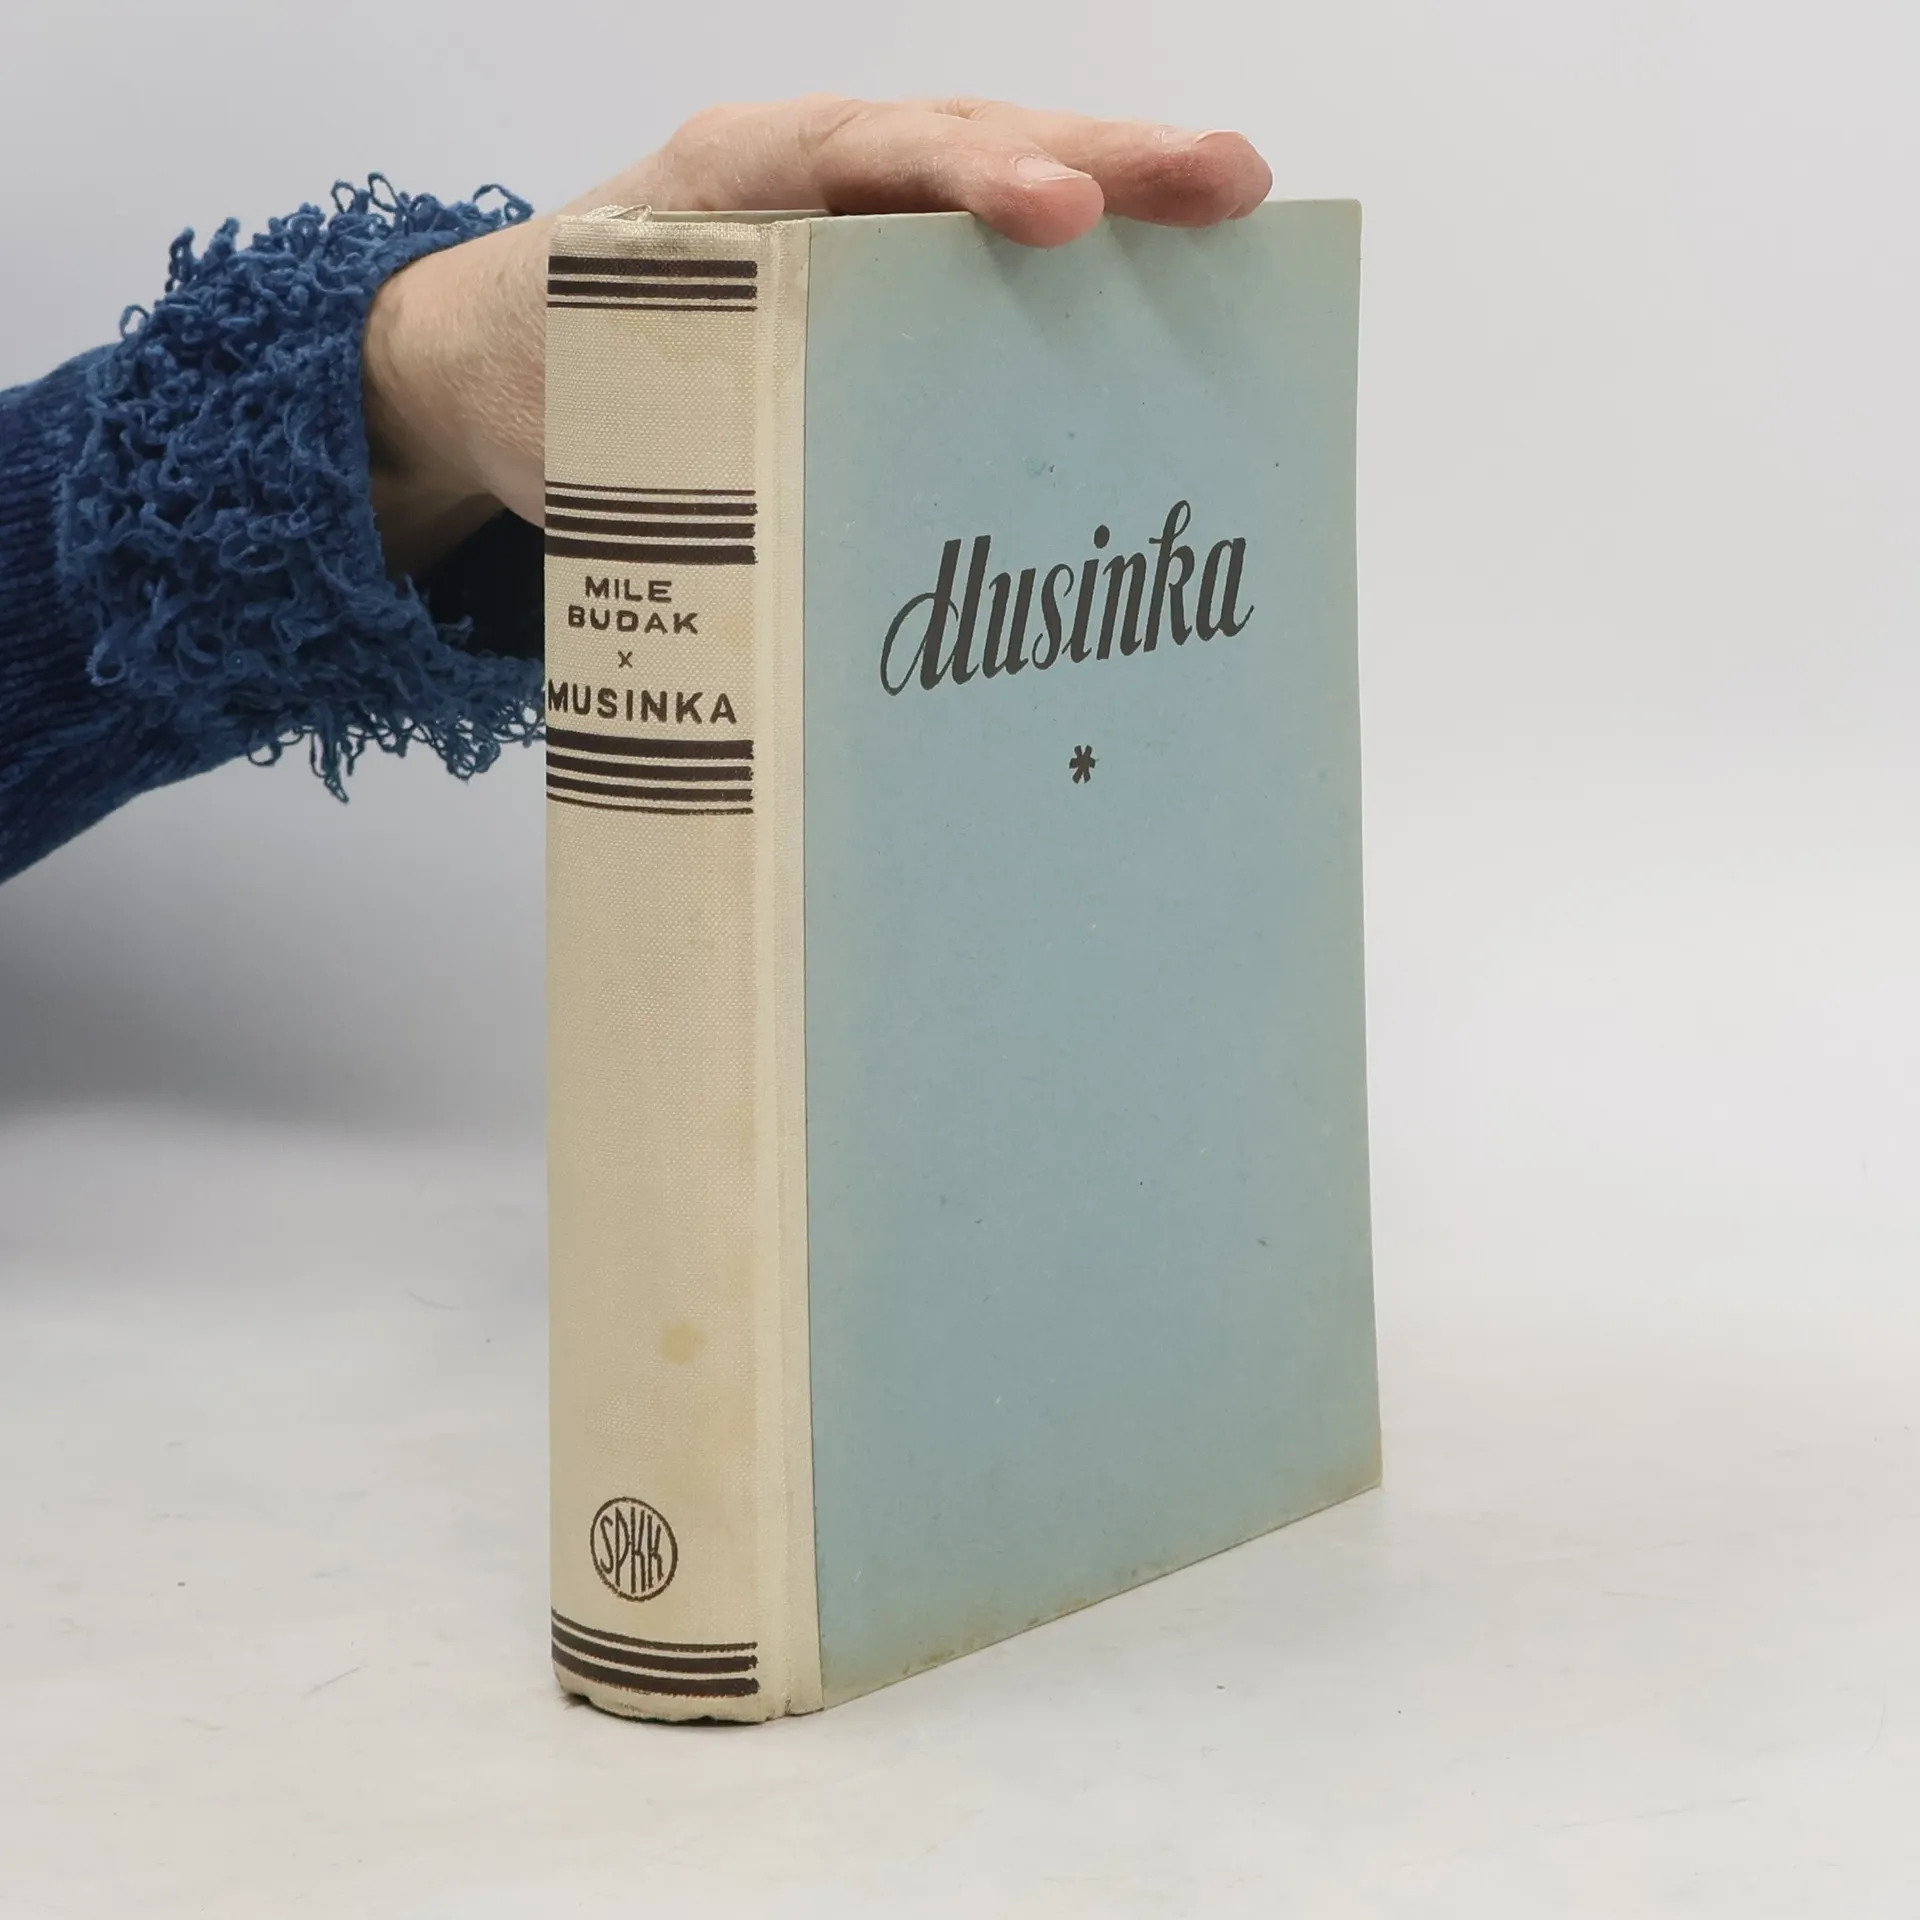 MILE
BUDAK
x
MUSINKA
SPKK
Musinka
*